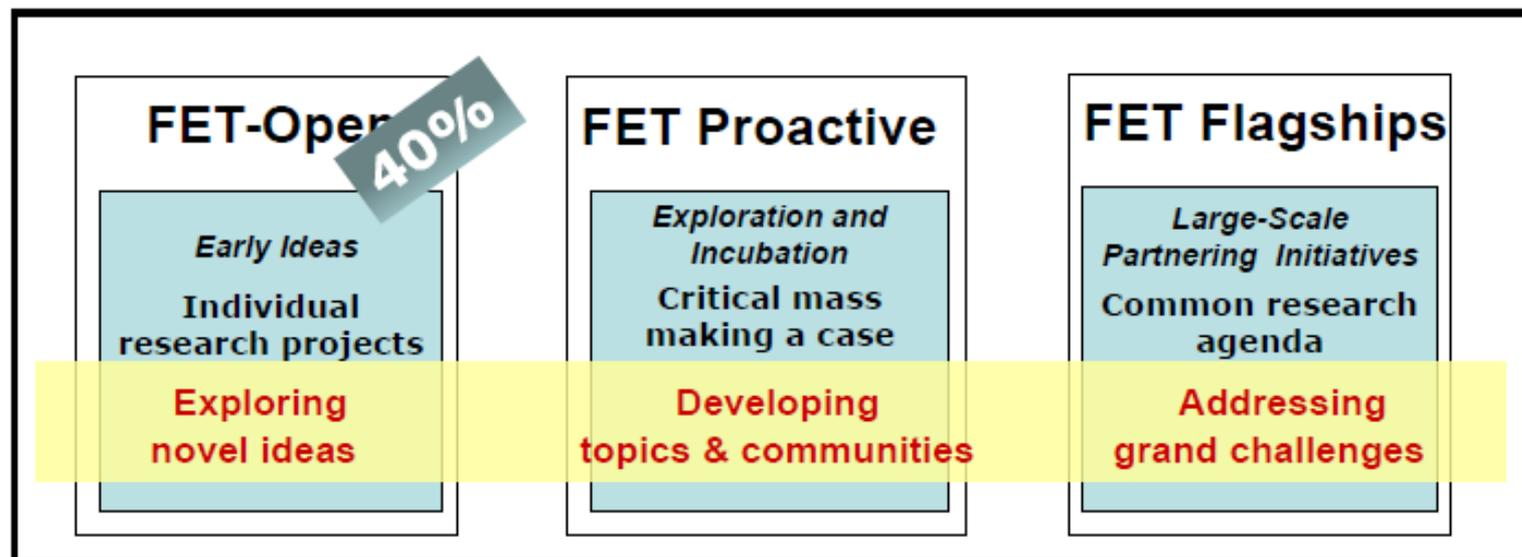 FET-Open
40%
Early Ideas
Individual
research projects
Exploring
novel ideas
FET Proactive
Exploration and
Incubation
Critical mass
making a case
Developing
topics & communities
FET Flagships
Large-Scale
Partnering Initiatives
Common research
agenda
Addressing
grand challenges